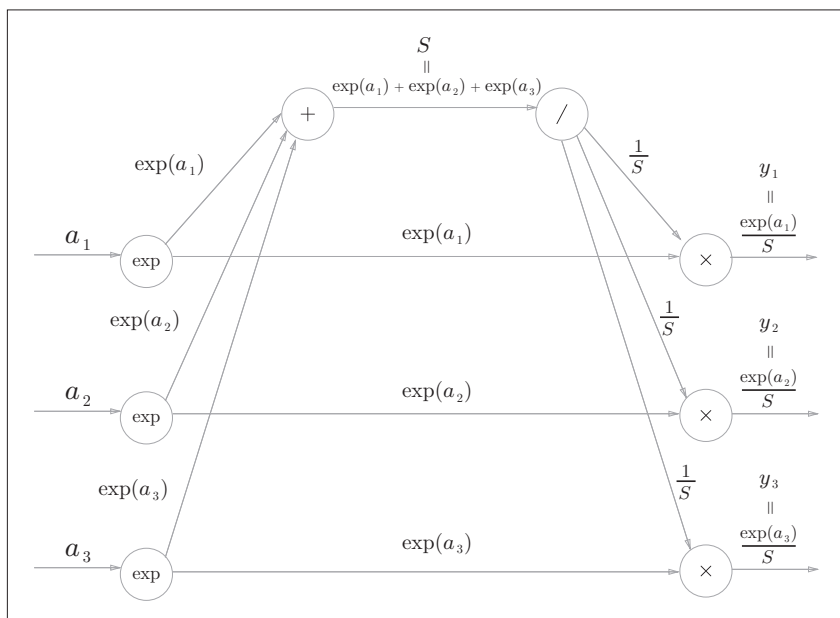 S
=
exp(a₁) + exp(a₂) + exp(a₃)
+
/
exp(a₁)
1/S
y₁
=
exp(a₁)/S
a₁
exp
exp(a₁)
×
exp(a₂)
1/S
y₂
=
exp(a₂)/S
a₂
exp
exp(a₂)
×
exp(a₃)
1/S
y₃
=
exp(a₃)/S
a₃
exp
exp(a₃)
×